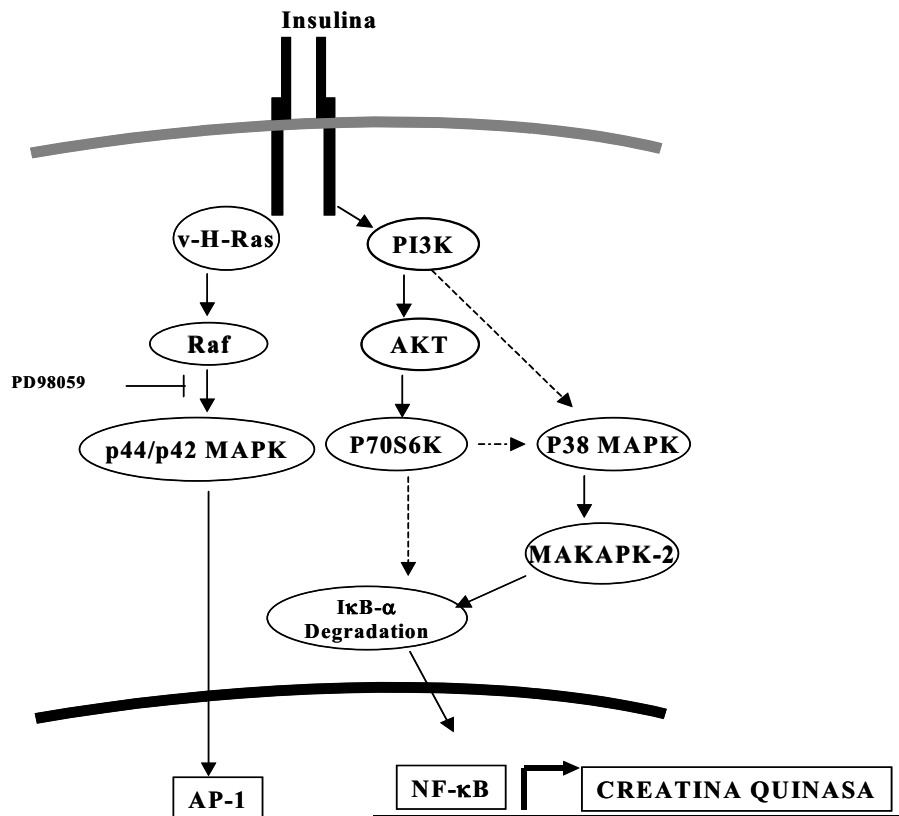 Insulina
v-H-Ras
PI3K
Raf
AKT
PD98059
p44/p42 MAPK
P70S6K
P38 MAPK
MAKAPK-2
IκB-α
Degradation
AP-1
NF-κB
CREATINA QUINASA